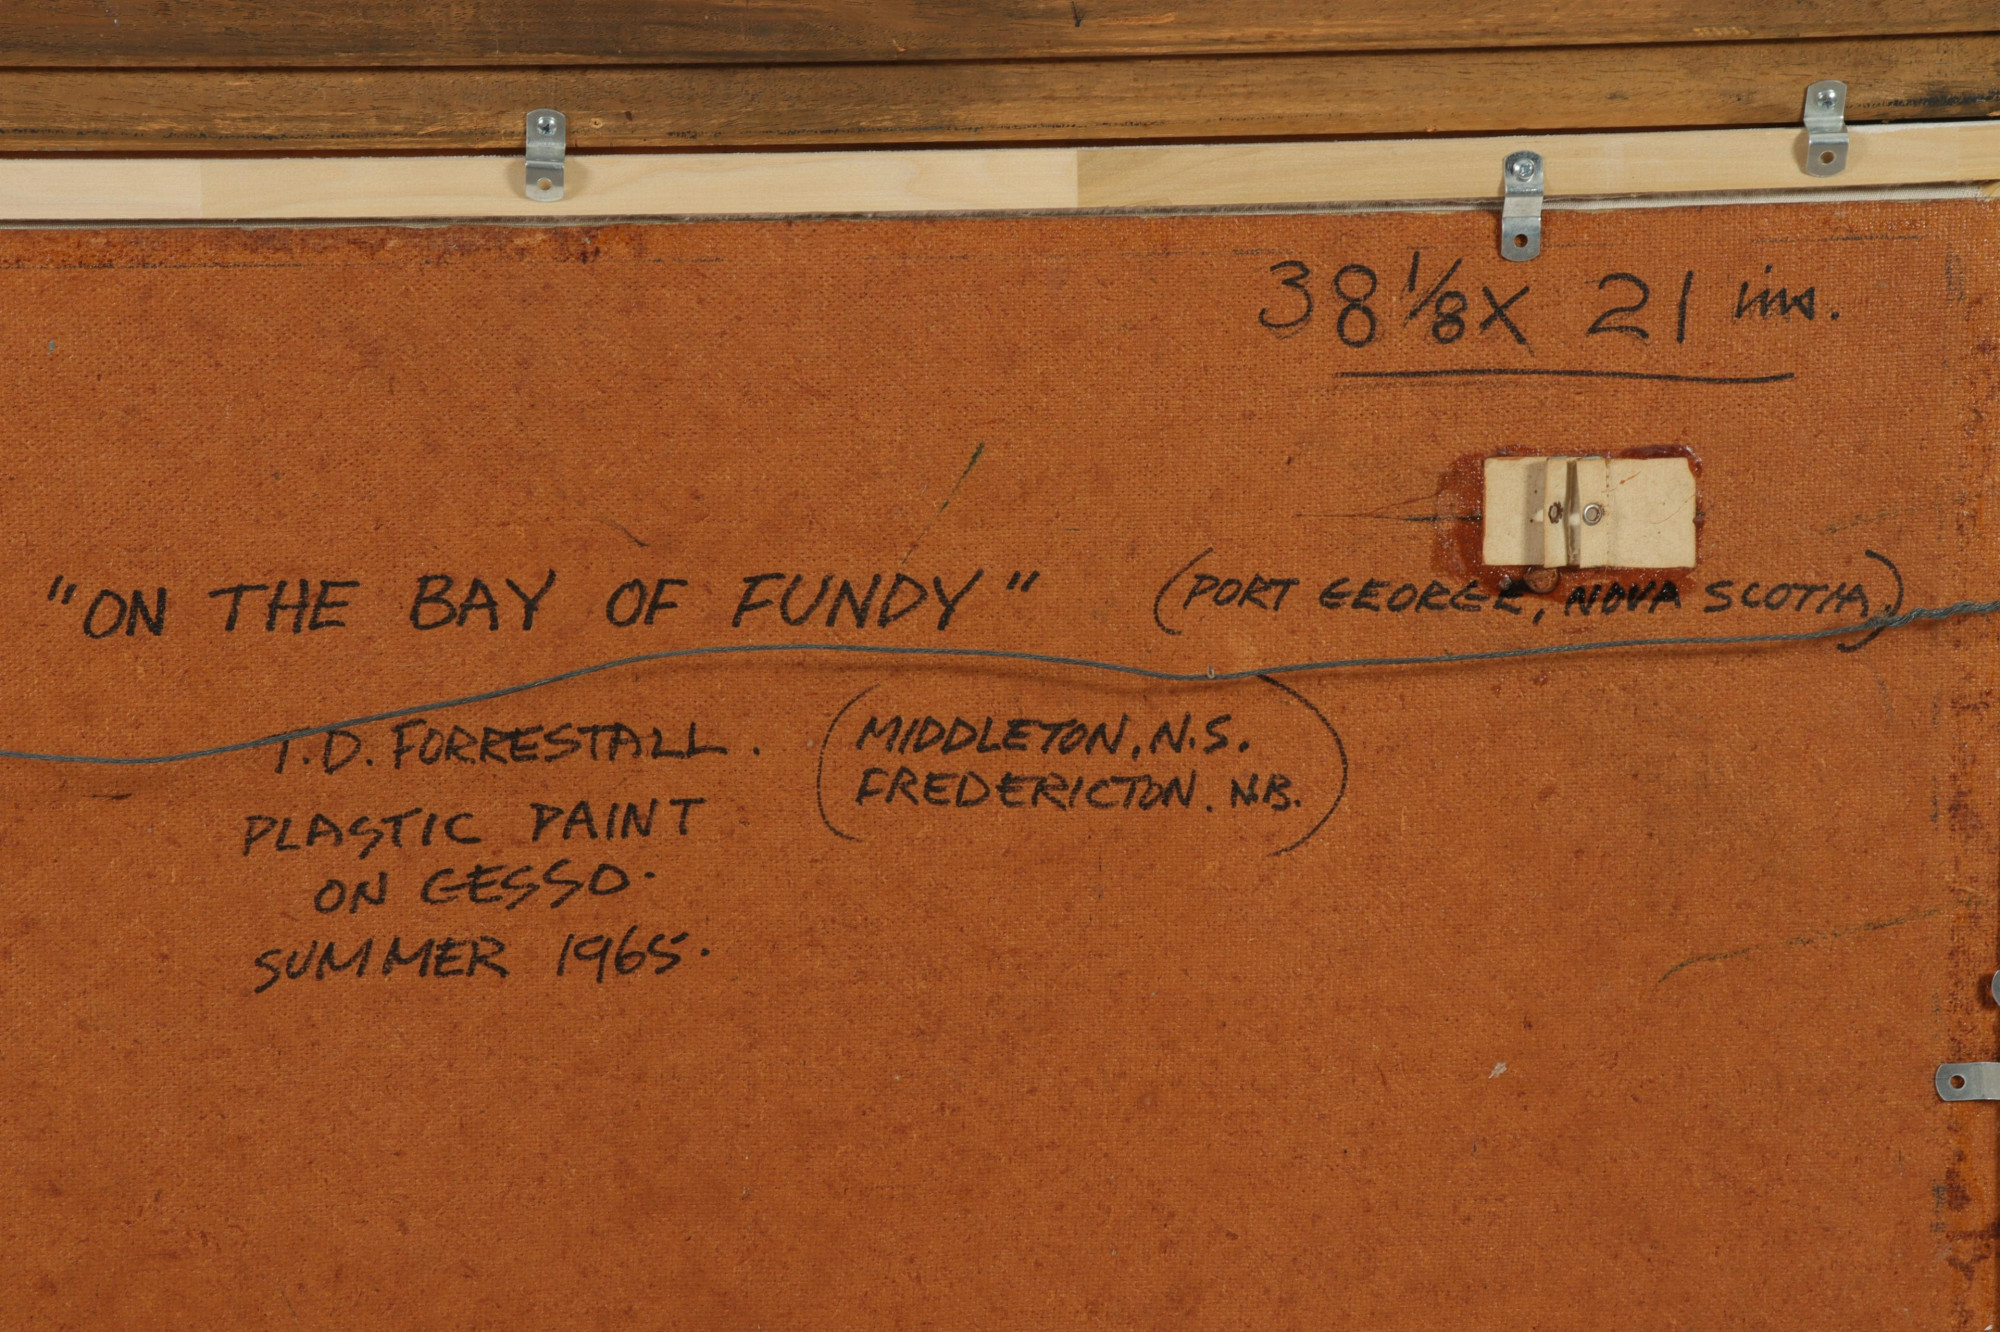 38 1/8 X 21 ins.
"ON THE BAY OF FUNDY" (PORT GEORGE, NOVA SCOTIA.)
T.D. FORRESTALL. (MIDDLETON, N.S.
FREDERICTON. N.B.)
PLASTIC PAINT
ON GESSO.
SUMMER 1965.